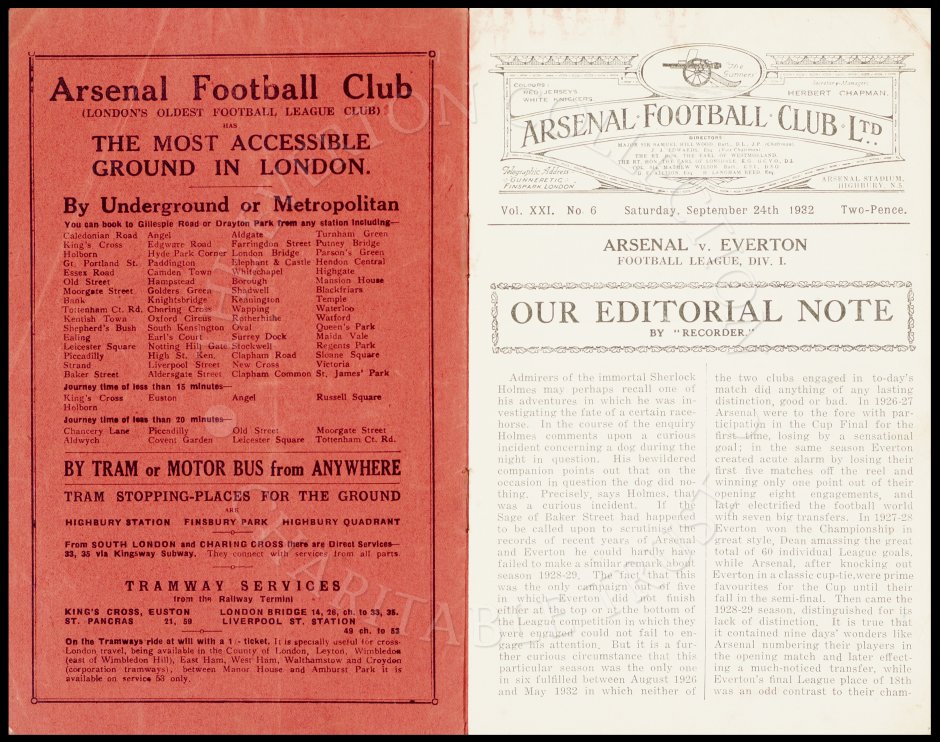 Arsenal Football Club
(LONDON'S OLDEST FOOTBALL LEAGUE CLUB)
HAS
THE MOST ACCESSIBLE
GROUND IN LONDON.
By Underground or Metropolitan
You can book to Gillespie Road or Drayton Park from any station including—
Caledonian Road Angel Aldgate Turnham Green
King's Cross Edgware Road Farringdon Street Putney Bridge
Holborn Hyde Park Corner London Bridge Parson's Green
Gt. Portland St. Paddington Elephant & Castle Hendon Central
Essex Road Camden Town Whitechapel Highgate
Old Street Hampstead Borough Mansion House
Moorgate Street Golders Green Shadwell Blackfriars
Bank Knightsbridge Kennington Temple
Tottenham Ct. Rd. Charing Cross Wapping Waterloo
Kentish Town Oxford Circus Rotherhithe Watford
Shepherd's Bush South Kensington Oval Queen's Park
Ealing Earl's Court Surrey Dock Maida Vale
Leicester Square Notting Hill Gate Stockwell Regents Park
Piccadilly High St. Ken. Clapham Road Sloane Square
Strand Liverpool Street New Cross Victoria
Baker Street Aldersgate Street Clapham Common St. James' Park
Journey time of less than 15 minutes—
King's Cross Euston Angel Russell Square
Holborn
Journey time of less than 20 minutes—
Chancery Lane Piccadilly Old Street Moorgate Street
Aldwych Covent Garden Leicester Square Tottenham Ct. Rd.
BY TRAM or MOTOR BUS from ANYWHERE
TRAM STOPPING-PLACES FOR THE GROUND
ARE
HIGHBURY STATION FINSBURY PARK HIGHBURY QUADRANT
From SOUTH LONDON and CHARING CROSS there are Direct Services—
33, 35 via Kingsway Subway. They connect with services from all parts.
TRAMWAY SERVICES
(from the Railway Termini)
KING'S CROSS, EUSTON LONDON BRIDGE 14, 26, ch. to 33, 35.
ST. PANCRAS 21, 59 LIVERPOOL ST. STATION
49 ch. to 53
On the Tramways ride at will with a 1/- ticket. It is specially useful for cross-
London travel, being available in the County of London, Leyton, Wimbledon
(east of Wimbledon Hill), East Ham, West Ham, Walthamstow and Croydon
(corporation tramways). between Manor House and Amhurst Park it is
available on service 53 only.
The Gunners
COLOURS:
RED JERSEYS
WHITE KNICKERS
Secretary-Manager
HERBERT CHAPMAN.
ARSENAL FOOTBALL CLUB LTD
DIRECTORS
MAJOR SIR SAMUEL HILL-WOOD Bart., D.L., J.P. (Chairman).
J. J. EDWARDS, Esq. (Vice Chairman)
THE RT. HON. THE EARL OF WESTMORLAND.
THE RT. HON. THE EARL OF LONSDALE, K.G. G.C.V.O. D.L.
COL. SIR MATHEW WILSON Bart. C.S.I. D.S.O
Telegraphic Address
GUNNERETIC
FINSPARK LONDON
ARSENAL STADIUM,
HIGHBURY, N.5
Vol. XXI. No 6 Saturday, September 24th 1932 Two-Pence.
ARSENAL v. EVERTON
FOOTBALL LEAGUE, DIV. I.
OUR EDITORIAL NOTE
BY "RECORDER."
Admirers of the immortal Sherlock
Holmes may perhaps recall one of
his adventures in which he was in-
vestigating the fate of a certain race-
horse. In the course of the enquiry
Holmes comments upon a curious
incident concerning a dog during the
night in question. His bewildered
companion points out that on the
occasion in question the dog did no-
thing. Precisely, says Holmes, that
was a curious incident. If the
Sage of Baker Street had happened
to be called upon to scrutinise the
records of recent years of Arsenal
and Everton he could hardly have
failed to make a similar remark about
season 1928-29. The fact that this
was the only campaign out of five
in which Everton did not finish
either at the top or at the bottom of
the League competition in which they
were engaged could not fail to en-
gage his attention. But it is a fur-
ther curious circumstance that this
particular season was the only one
in six fulfilled between August 1926
and May 1932 in which neither of
the two clubs engaged in to-day's
match did anything of any lasting
distinction, good or bad. In 1926-27
Arsenal were to the fore with par-
ticipation in the Cup Final for the
first time, losing by a sensational
goal; in the same season Everton
created acute alarm by losing their
first five matches off the reel and
winning only one point out of their
opening eight engagements, and
later electrified the football world
with seven big transfers. In 1927-28
Everton won the Championship in
great style, Dean amassing the great
total of 60 individual League goals,
while Arsenal, after knocking out
Everton in a classic cup-tie, were prime
favourites for the Cup until their
fall in the semi-final. Then came the
1928-29 season, distinguished for its
lack of distinction. It is true that
it contained nine days' wonders like
Arsenal numbering their players in
the opening match and later effect-
ing a much-noticed transfer, while
Everton's final League place of 18th
was an odd contrast to their cham-